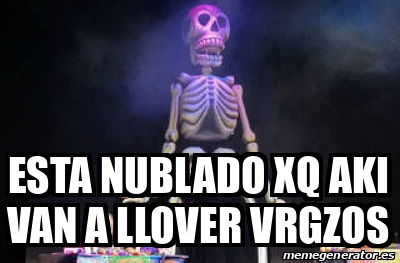 ESTA NUBLADO XQ AKI
VAN A LLOVER VRGZOS
memegenerator.es